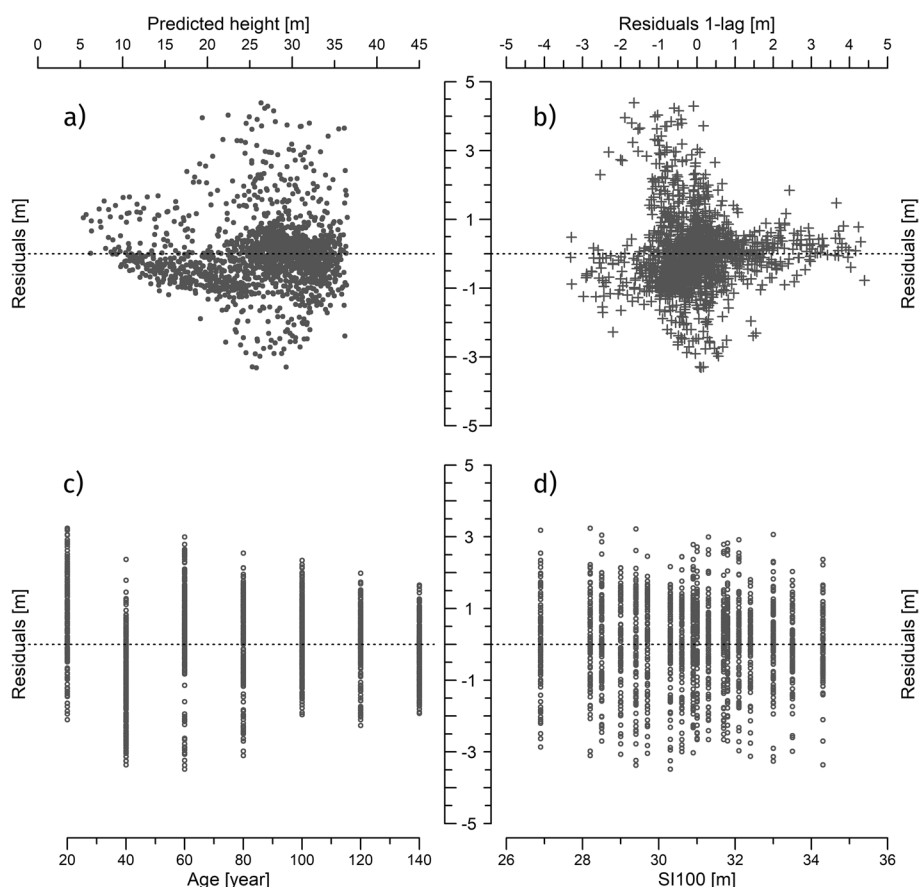 Predicted height [m]
Residuals 1-lag [m]
0 5 10 15 20 25 30 35 40 45
-5 -4 -3 -2 -1 0 1 2 3 4 5
a)
b)
5
3
1
-1
-3
-5
Residuals [m]
Residuals [m]
c)
d)
5
3
1
-1
-3
-5
Residuals [m]
Residuals [m]
20 40 60 80 100 120 140
26 28 30 32 34 36
Age [year]
SI100 [m]